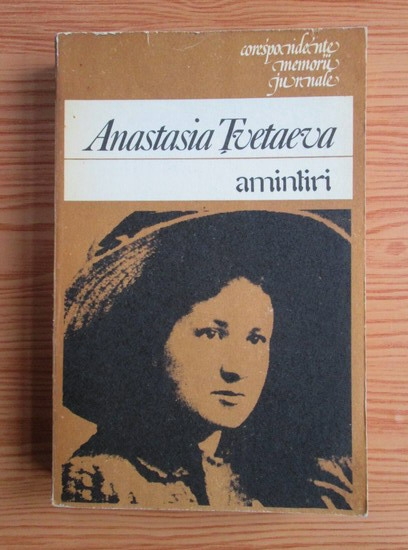 corespondențe
memorii
jurnale
Anastasia Țvetaeva
amintiri